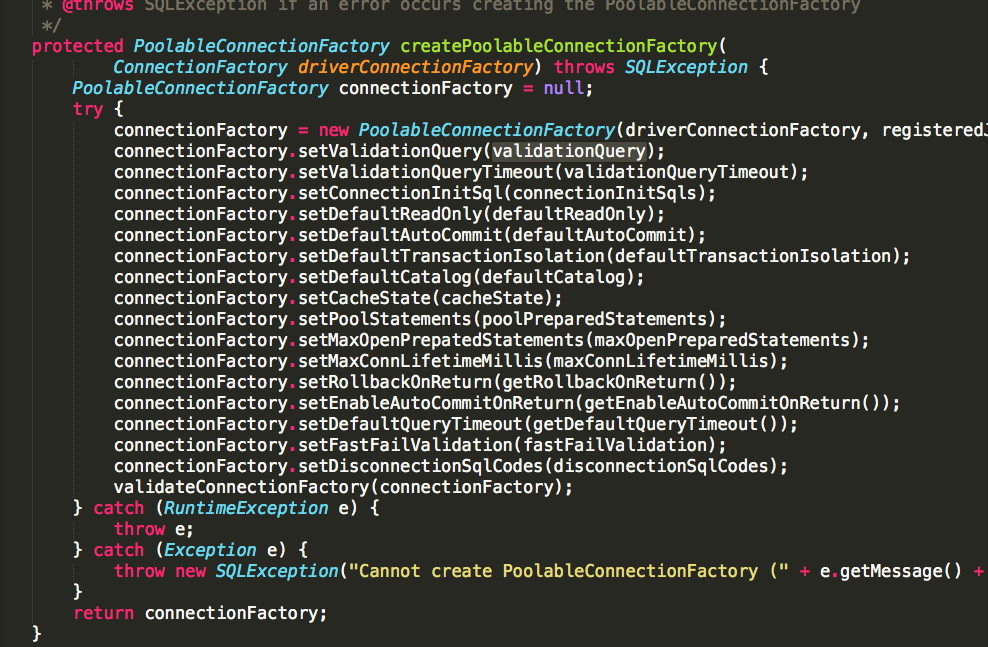 * @throws SQLException if an error occurs creating the PoolableConnectionFactory
*/
protected PoolableConnectionFactory createPoolableConnectionFactory(
ConnectionFactory driverConnectionFactory) throws SQLException {
PoolableConnectionFactory connectionFactory = null;
try {
connectionFactory = new PoolableConnectionFactory(driverConnectionFactory, registeredJ
connectionFactory.setValidationQuery(validationQuery);
connectionFactory.setValidationQueryTimeout(validationQueryTimeout);
connectionFactory.setConnectionInitSql(connectionInitSqls);
connectionFactory.setDefaultReadOnly(defaultReadOnly);
connectionFactory.setDefaultAutoCommit(defaultAutoCommit);
connectionFactory.setDefaultTransactionIsolation(defaultTransactionIsolation);
connectionFactory.setDefaultCatalog(defaultCatalog);
connectionFactory.setCacheState(cacheState);
connectionFactory.setPoolStatements(poolPreparedStatements);
connectionFactory.setMaxOpenPrepatedStatements(maxOpenPreparedStatements);
connectionFactory.setMaxConnLifetimeMillis(maxConnLifetimeMillis);
connectionFactory.setRollbackOnReturn(getRollbackOnReturn());
connectionFactory.setEnableAutoCommitOnReturn(getEnableAutoCommitOnReturn());
connectionFactory.setDefaultQueryTimeout(getDefaultQueryTimeout());
connectionFactory.setFastFailValidation(fastFailValidation);
connectionFactory.setDisconnectionSqlCodes(disconnectionSqlCodes);
validateConnectionFactory(connectionFactory);
} catch (RuntimeException e) {
throw e;
} catch (Exception e) {
throw new SQLException("Cannot create PoolableConnectionFactory (" + e.getMessage() +
}
return connectionFactory;
}